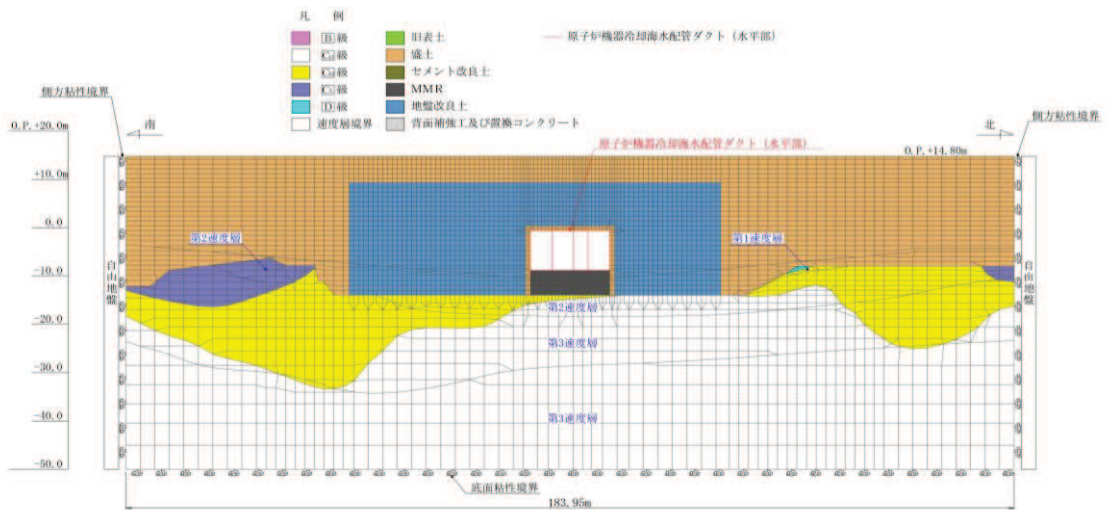 凡 例
B級
旧表土
原子炉機器冷却海水配管ダクト（水平部）
CH級
盛土
CM級
セメント改良土
CL級
MMR
D級
地盤改良土
速度層境界
背面補強工及び置換コンクリート
側方粘性境界
側方粘性境界
O.P.+20.0m
南
北
原子炉機器冷却海水配管ダクト（水平部）
O.P.+14.80m
+10.0m
0.0
第2速度層
第1速度層
-10.0
自由地盤
自由地盤
第2速度層
-20.0
第3速度層
-30.0
-40.0
第3速度層
-50.0
底面粘性境界
183.95m